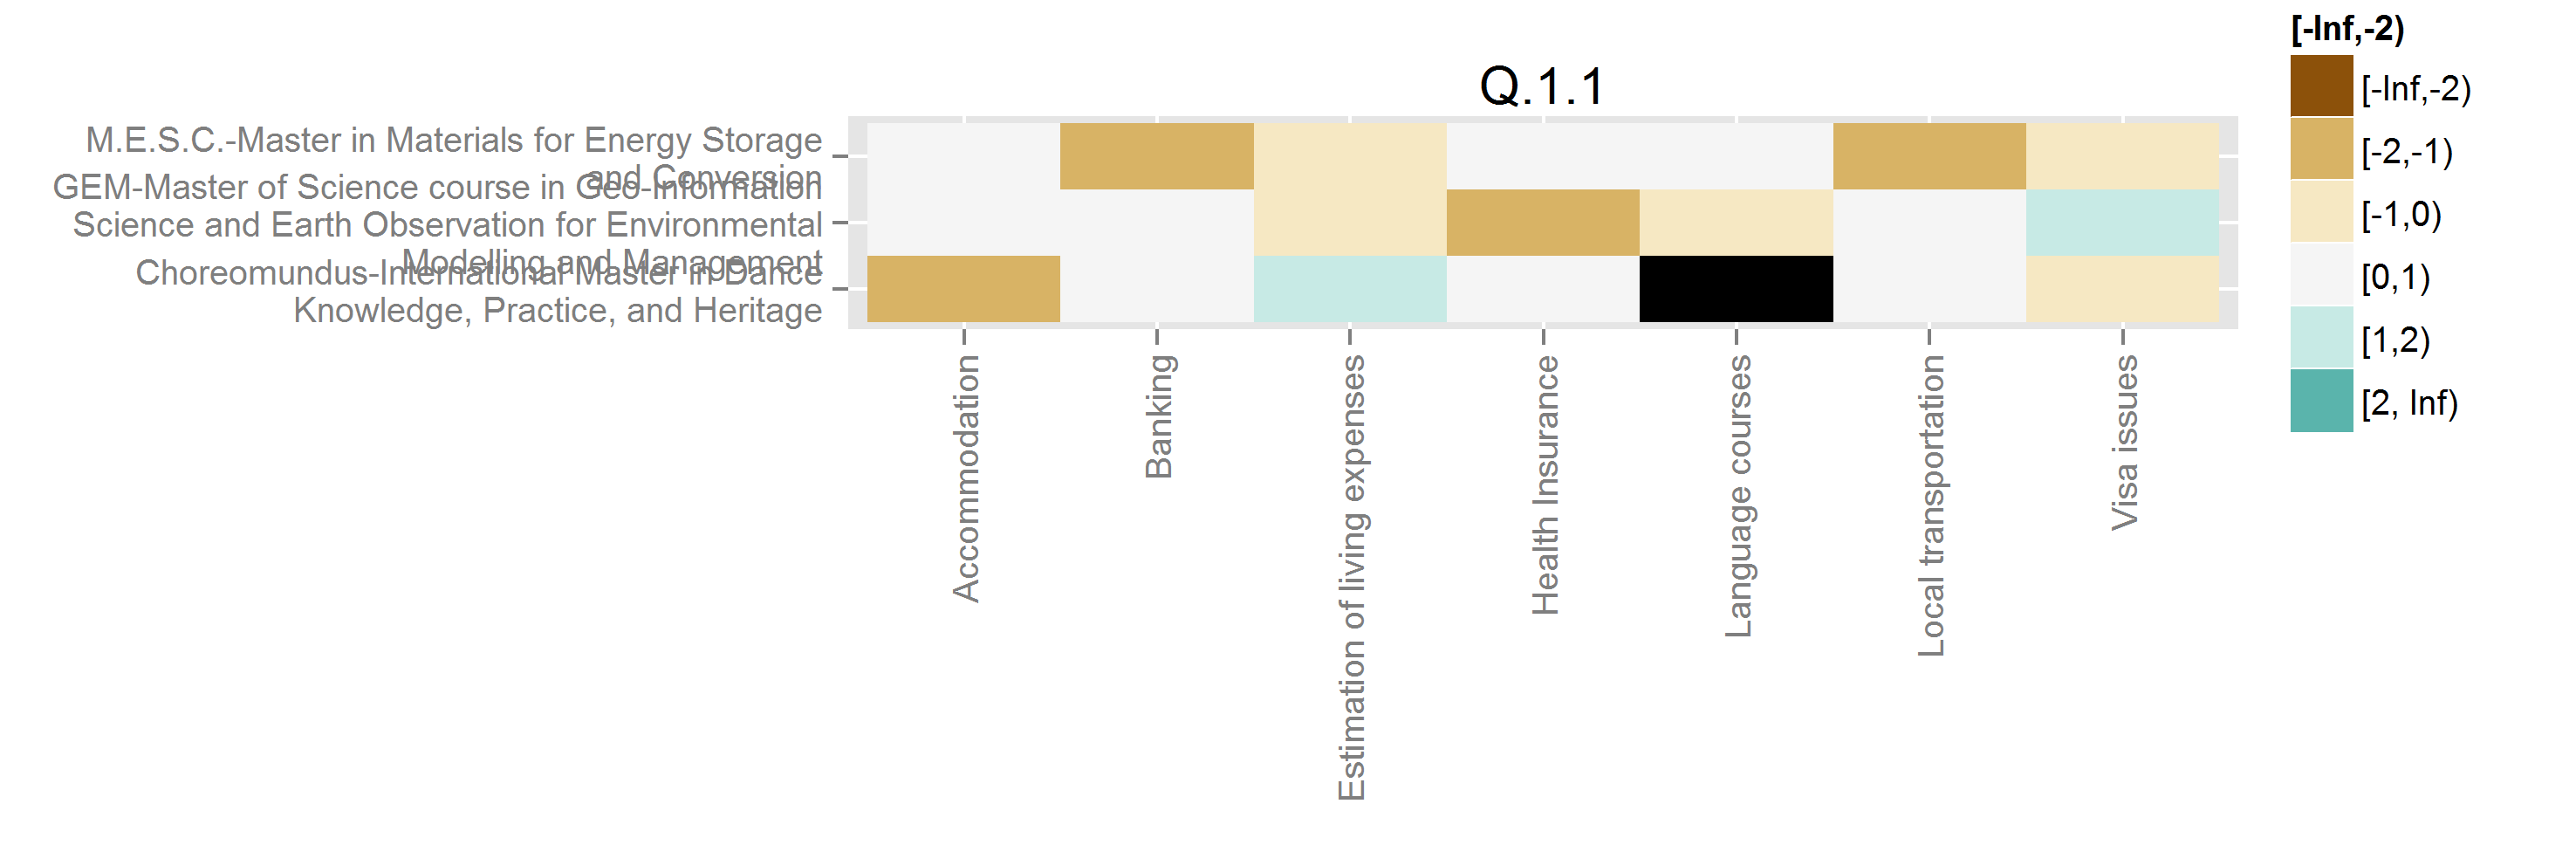 Q.1.1
M.E.S.C.-Master in Materials for Energy Storage
and Conversion
GEM-Master of Science course in Geo-information
Science and Earth Observation for Environmental
Modelling and Management
Choreomundus-International Master in Dance
Knowledge, Practice, and Heritage
Accommodation
Banking
Estimation of living expenses
Health Insurance
Language courses
Local transportation
Visa issues
[-Inf,-2)
[-Inf,-2)
[-2,-1)
[-1,0)
[0,1)
[1,2)
[2, Inf)